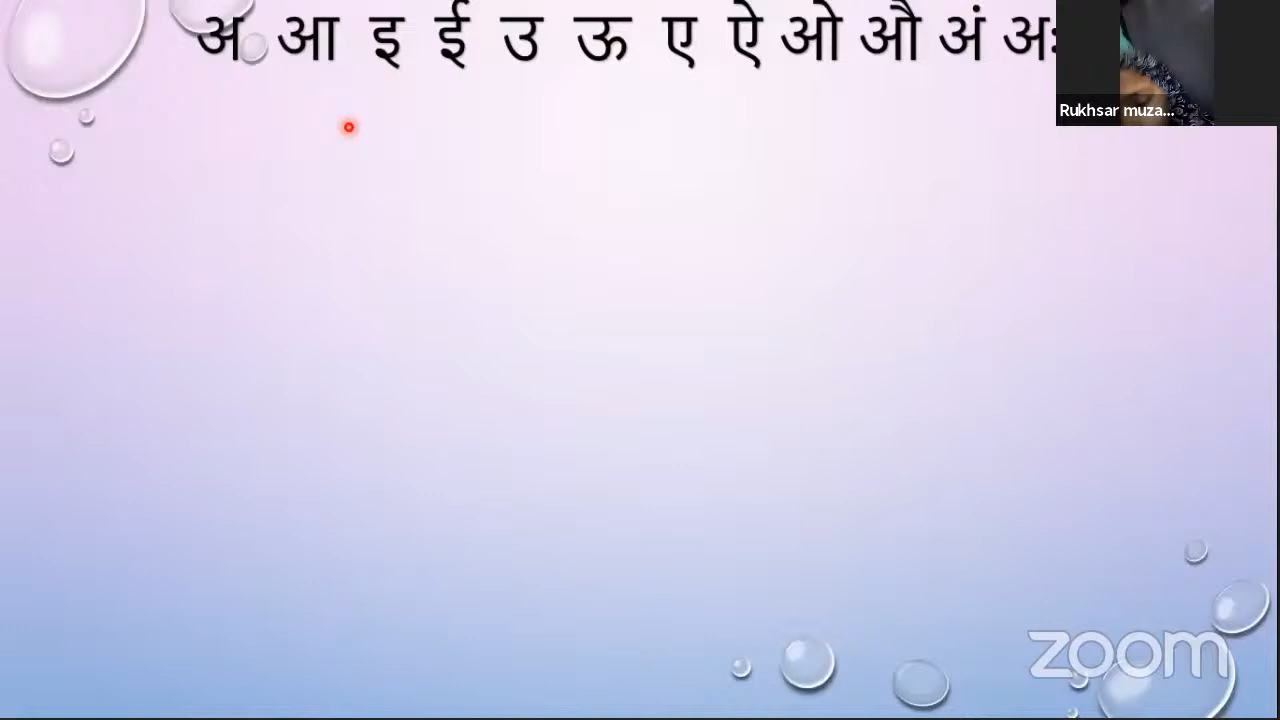 अ आ इ ई उ ऊ ए ऐ ओ औ अं अः
Rukhsar muza...
zoom